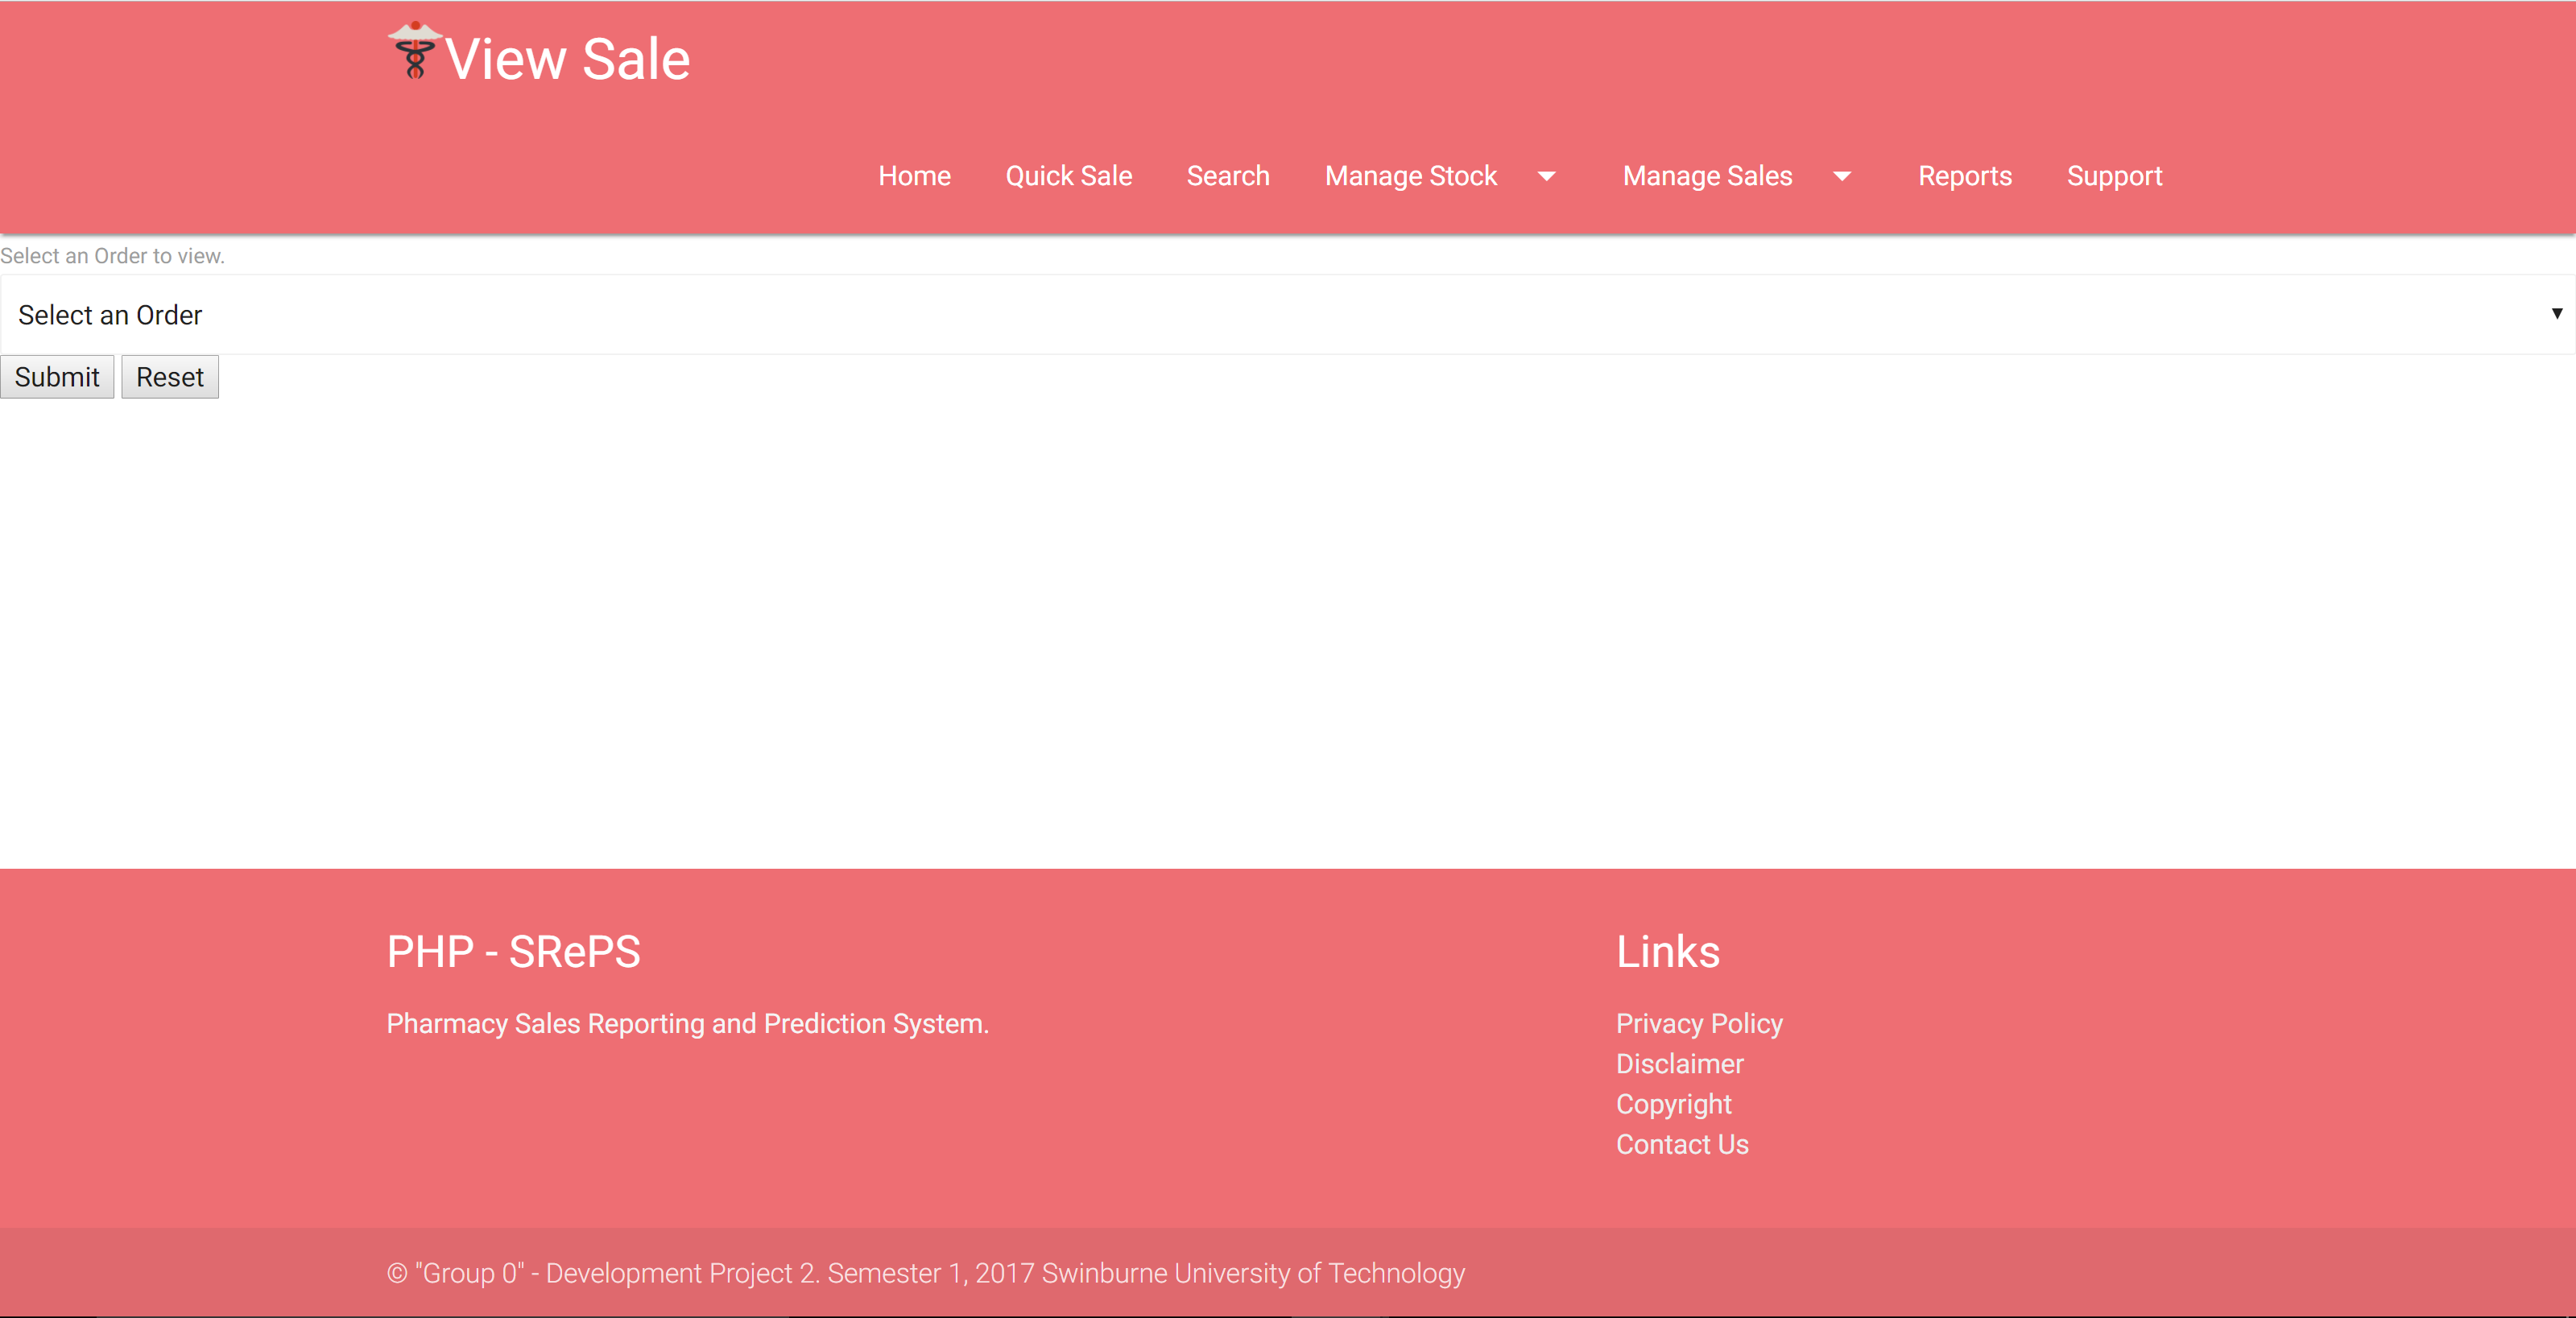 View Sale
Home Quick Sale Search Manage Stock Manage Sales Reports Support
Select an Order to view.
Select an Order
Submit Reset
PHP - SRePS
Pharmacy Sales Reporting and Prediction System.
Links
Privacy Policy
Disclaimer
Copyright
Contact Us
© "Group 0" - Development Project 2. Semester 1, 2017 Swinburne University of Technology